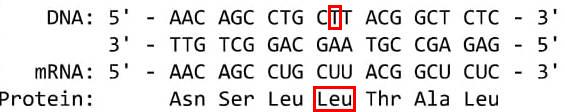 DNA: 5' - AAC AGC CTG CTT ACG GCT CTC - 3'
3' - TTG TCG GAC GAA TGC CGA GAG - 5'
mRNA: 5' - AAC AGC CUG CUU ACG GCU CUC - 3'
Protein: Asn Ser Leu Leu Thr Ala Leu